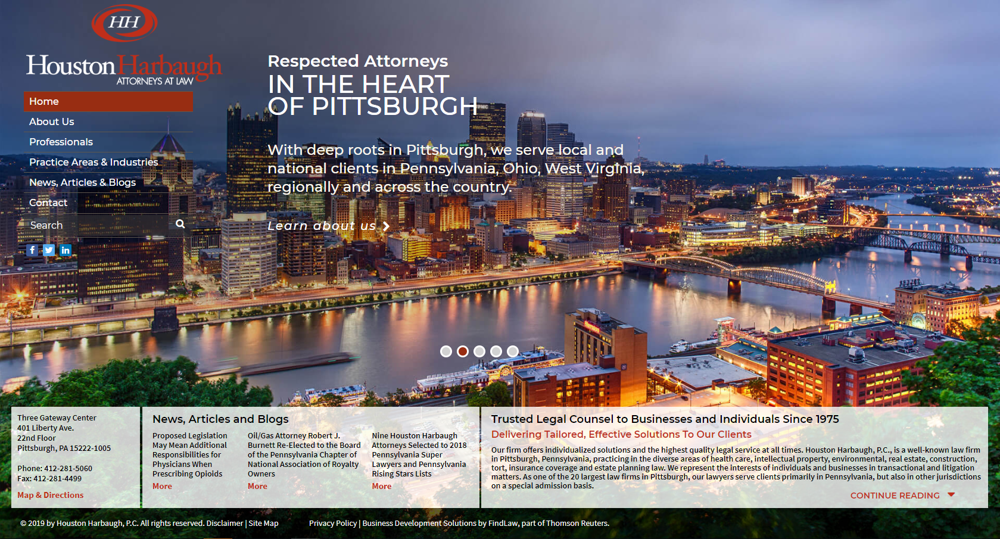 HH
Houston Harbaugh
ATTORNEYS AT LAW
Home
About Us
Professionals
Practice Areas & Industries
News, Articles & Blogs
Contact
Search
Respected Attorneys
IN THE HEART
OF PITTSBURGH
With deep roots in Pittsburgh, we serve local and
national clients in Pennsylvania, Ohio, West Virginia,
regionally and across the country.
Learn about us
Three Gateway Center
401 Liberty Ave.
22nd Floor
Pittsburgh, PA 15222-1005
Phone: 412-281-5060
Fax: 412-281-4499
Map & Directions
News, Articles and Blogs
Proposed Legislation
May Mean Additional
Responsibilities for
Physicians When
Prescribing Opioids
More
Oil/Gas Attorney Robert J.
Burnett Re-Elected to the Board
of the Pennsylvania Chapter of
National Association of Royalty
Owners
More
Nine Houston Harbaugh
Attorneys Selected to 2018
Pennsylvania Super
Lawyers and Pennsylvania
Rising Stars Lists
More
Trusted Legal Counsel to Businesses and Individuals Since 1975
Delivering Tailored, Effective Solutions To Our Clients
Our firm offers individualized solutions and the highest quality legal service at all times. Houston Harbaugh, P.C., is a well-known law firm
in Pittsburgh, Pennsylvania, practicing in the diverse areas of health care, intellectual property, environmental, real estate, construction,
tort, insurance coverage and estate planning law. We represent the interests of individuals and businesses in transactional and litigation
matters. As one of the 20 largest law firms in Pittsburgh, our lawyers serve clients primarily in Pennsylvania, but also in other jurisdictions
on a special admission basis.
CONTINUE READING
© 2019 by Houston Harbaugh, P.C. All rights reserved. Disclaimer | Site Map
Privacy Policy | Business Development Solutions by FindLaw, part of Thomson Reuters.